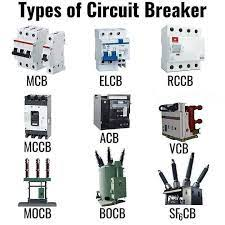 Types of Circuit Breaker
MCB ELCB RCCB
MCCB ACB VCB
MOCB BOCB SF6CB